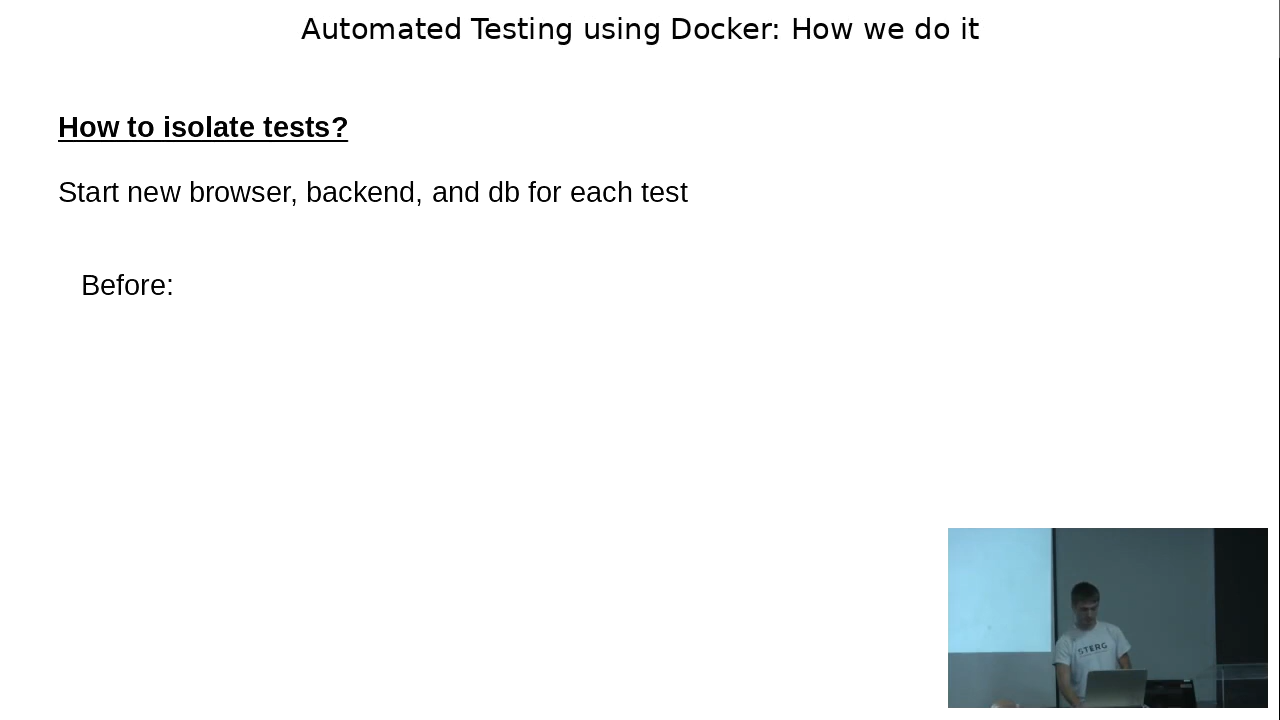 Automated Testing using Docker: How we do it
How to isolate tests?
Start new browser, backend, and db for each test
Before:
STERG